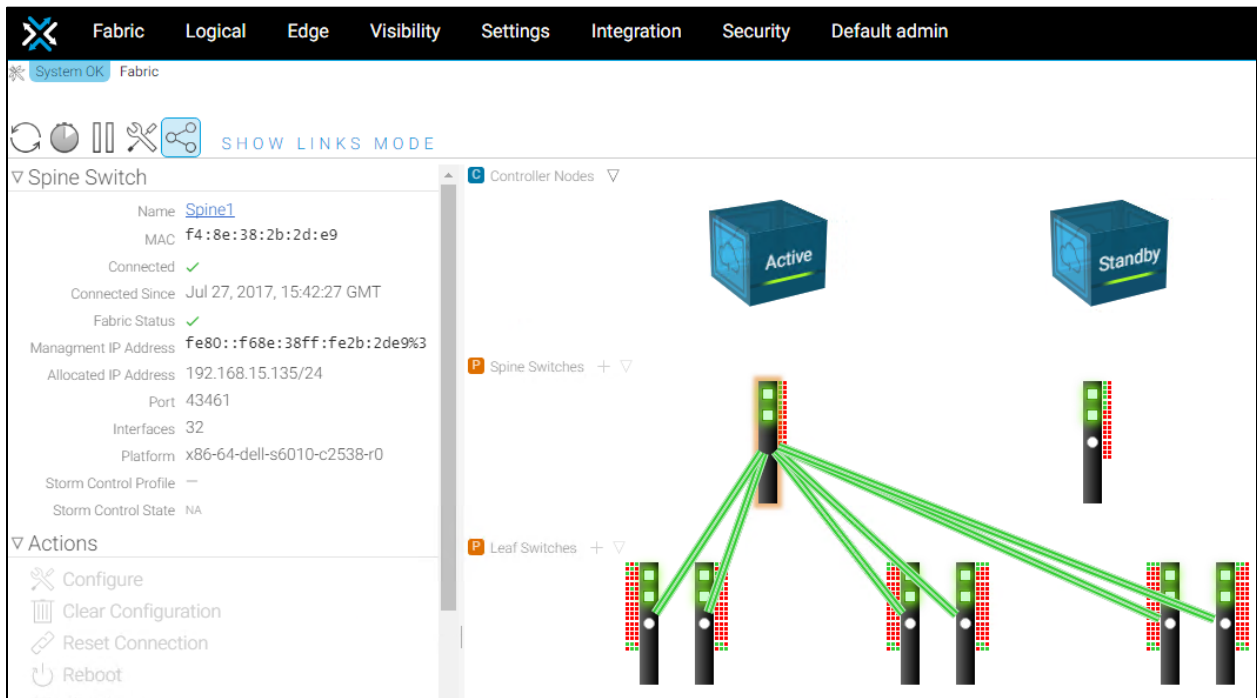 Fabric Logical Edge Visibility Settings Integration Security Default admin
System OK Fabric
SHOW LINKS MODE
Spine Switch
Name Spine1
MAC f4:8e:38:2b:2d:e9
Connected
Connected Since Jul 27, 2017, 15:42:27 GMT
Fabric Status
Managment IP Address fe80::f68e:38ff:fe2b:2de9%3
Allocated IP Address 192.168.15.135/24
Port 43461
Interfaces 32
Platform x86-64-dell-s6010-c2538-r0
Storm Control Profile —
Storm Control State NA
Actions
Configure
Clear Configuration
Reset Connection
Reboot
C Controller Nodes
Active
Standby
P Spine Switches +
P Leaf Switches +